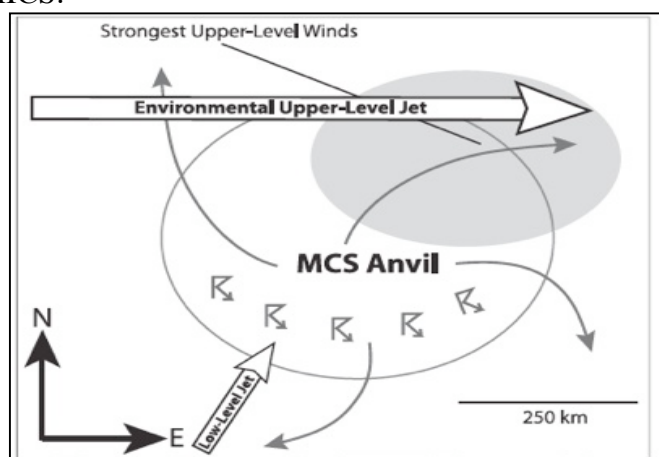 MCS.
Strongest Upper-Level Winds
Environmental Upper-Level Jet
MCS Anvil
N
Low-Level Jet
E
250 km